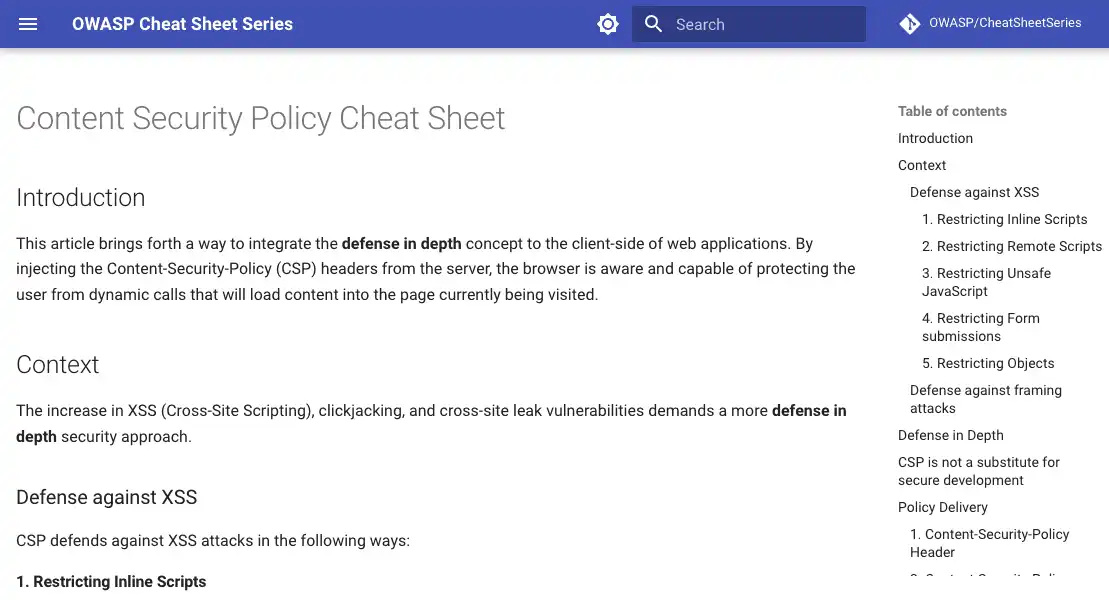 OWASP Cheat Sheet Series
Search
OWASP/CheatSheetSeries
Content Security Policy Cheat Sheet
Introduction
This article brings forth a way to integrate the defense in depth concept to the client-side of web applications. By
injecting the Content-Security-Policy (CSP) headers from the server, the browser is aware and capable of protecting the
user from dynamic calls that will load content into the page currently being visited.
Context
The increase in XSS (Cross-Site Scripting), clickjacking, and cross-site leak vulnerabilities demands a more defense in
depth security approach.
Defense against XSS
CSP defends against XSS attacks in the following ways:
1. Restricting Inline Scripts
Table of contents
Introduction
Context
Defense against XSS
1. Restricting Inline Scripts
2. Restricting Remote Scripts
3. Restricting Unsafe
JavaScript
4. Restricting Form
submissions
5. Restricting Objects
Defense against framing
attacks
Defense in Depth
CSP is not a substitute for
secure development
Policy Delivery
1. Content-Security-Policy
Header